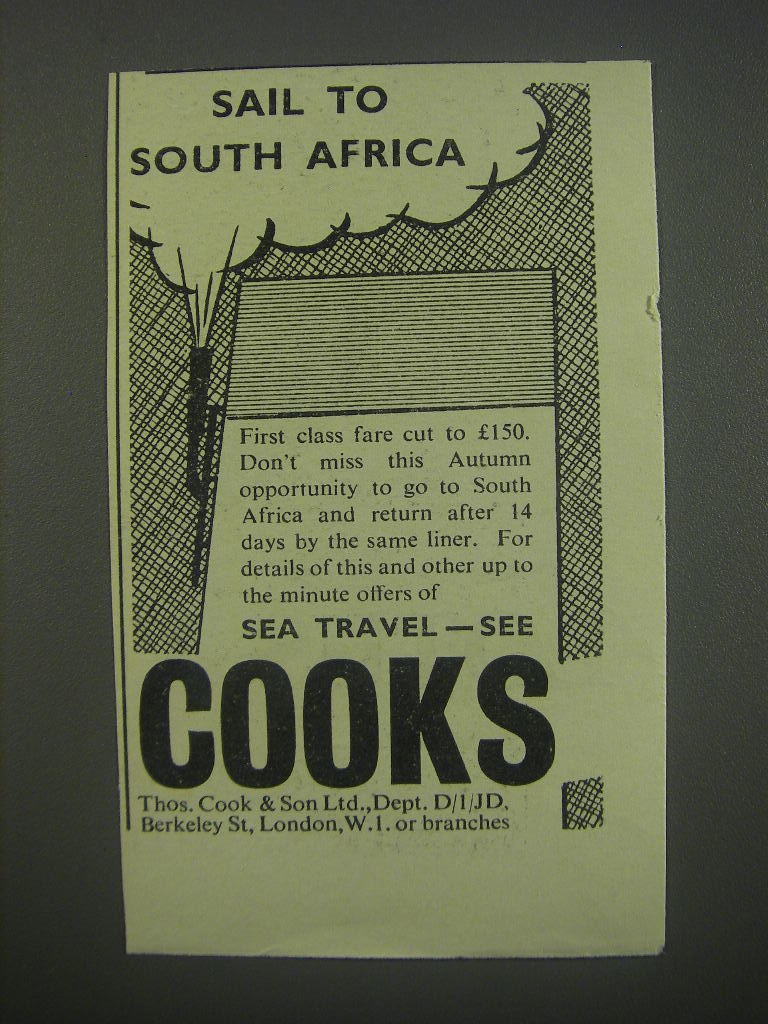 SAIL TO
SOUTH AFRICA
First class fare cut to £150.
Don't miss this Autumn
opportunity to go to South
Africa and return after 14
days by the same liner. For
details of this and other up to
the minute offers of
SEA TRAVEL — SEE
COOKS
Thos. Cook & Son Ltd., Dept. D/1/JD,
Berkeley St, London, W.1. or branches